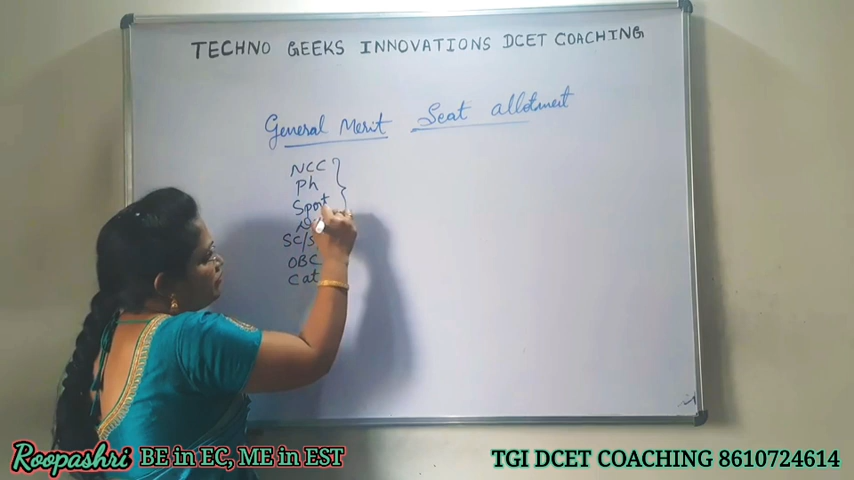 TECHNO GEEKS INNOVATIONS DCET COACHING
General Merit Seat allotment
NCC
Ph
Sport
SC/S
OBC
Cat
Roopashri BE in EC, ME in EST
TGI DCET COACHING 8610724614